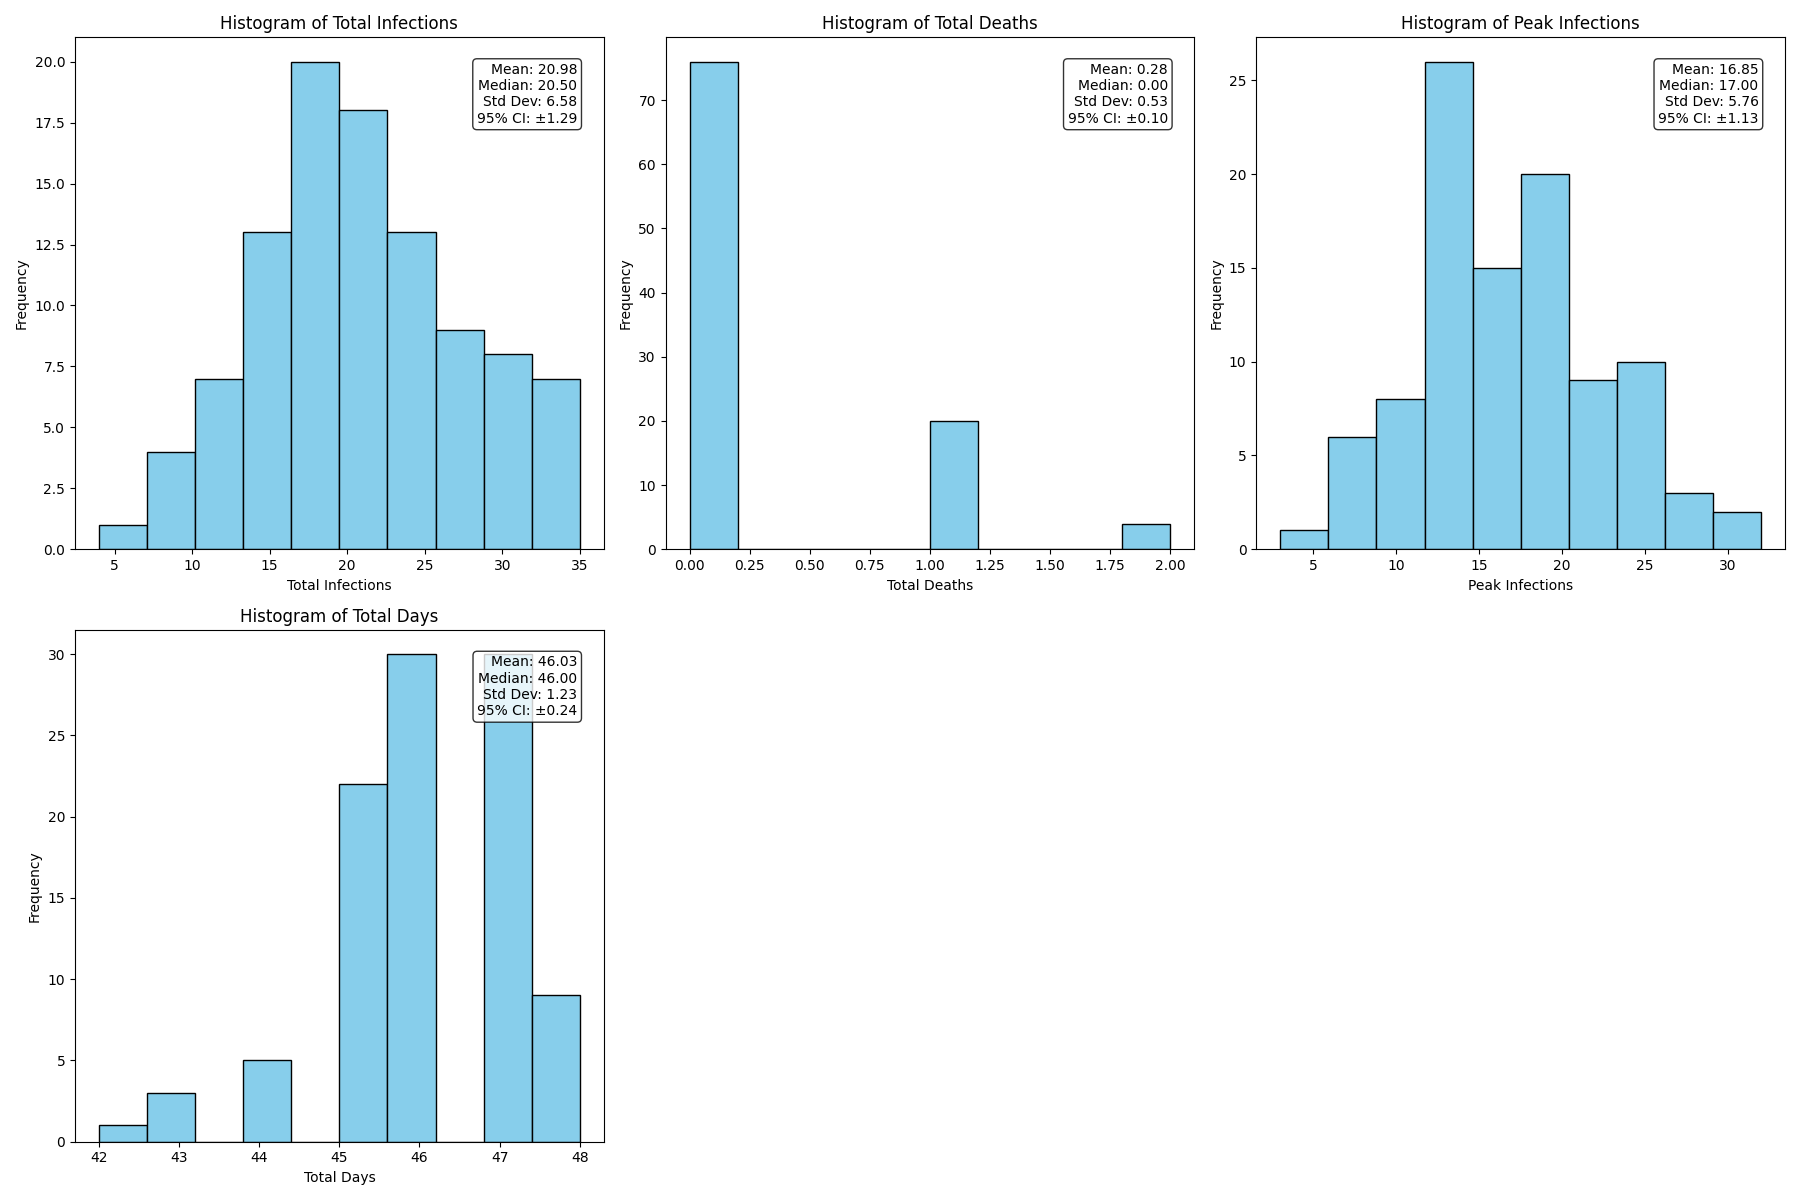 Histogram of Total Infections
20.0
17.5
15.0
12.5
10.0
7.5
5.0
2.5
0.0
Frequency
Mean: 20.98
Median: 20.50
Std Dev: 6.58
95% CI: ±1.29
5 10 15 20 25 30 35
Total Infections
Histogram of Total Deaths
70
60
50
40
30
20
10
0
Frequency
Mean: 0.28
Median: 0.00
Std Dev: 0.53
95% CI: ±0.10
0.00 0.25 0.50 0.75 1.00 1.25 1.50 1.75 2.00
Total Deaths
Histogram of Peak Infections
25
20
15
10
5
0
Frequency
Mean: 16.85
Median: 17.00
Std Dev: 5.76
95% CI: ±1.13
5 10 15 20 25 30
Peak Infections
Histogram of Total Days
30
25
20
15
10
5
0
Frequency
Mean: 46.03
Median: 46.00
Std Dev: 1.23
95% CI: ±0.24
42 43 44 45 46 47 48
Total Days